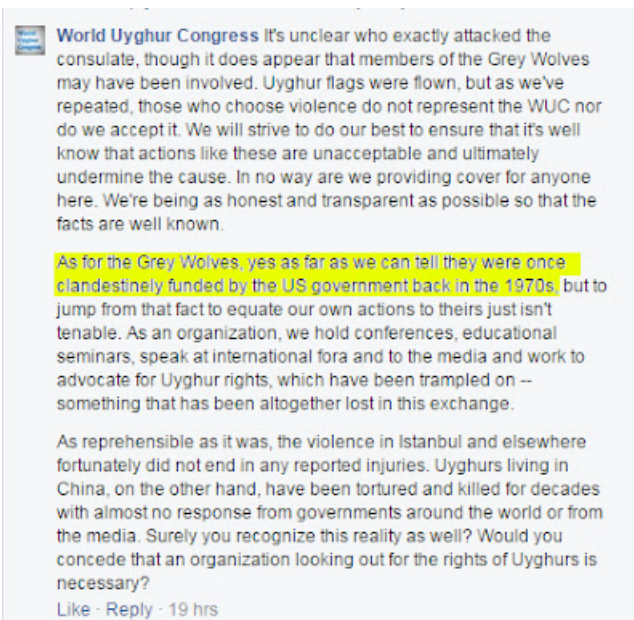 World Uyghur Congress It's unclear who exactly attacked the
consulate, though it does appear that members of the Grey Wolves
may have been involved. Uyghur flags were flown, but as we've
repeated, those who choose violence do not represent the WUC nor
do we accept it. We will strive to do our best to ensure that it's well
know that actions like these are unacceptable and ultimately
undermine the cause. In no way are we providing cover for anyone
here. We're being as honest and transparent as possible so that the
facts are well known.
As for the Grey Wolves, yes as far as we can tell they were once
clandestinely funded by the US government back in the 1970s, but to
jump from that fact to equate our own actions to theirs just isn't
tenable. As an organization, we hold conferences, educational
seminars, speak at international fora and to the media and work to
advocate for Uyghur rights, which have been trampled on --
something that has been altogether lost in this exchange.
As reprehensible as it was, the violence in Istanbul and elsewhere
fortunately did not end in any reported injuries. Uyghurs living in
China, on the other hand, have been tortured and killed for decades
with almost no response from governments around the world or from
the media. Surely you recognize this reality as well? Would you
concede that an organization looking out for the rights of Uyghurs is
necessary?
Like · Reply · 19 hrs